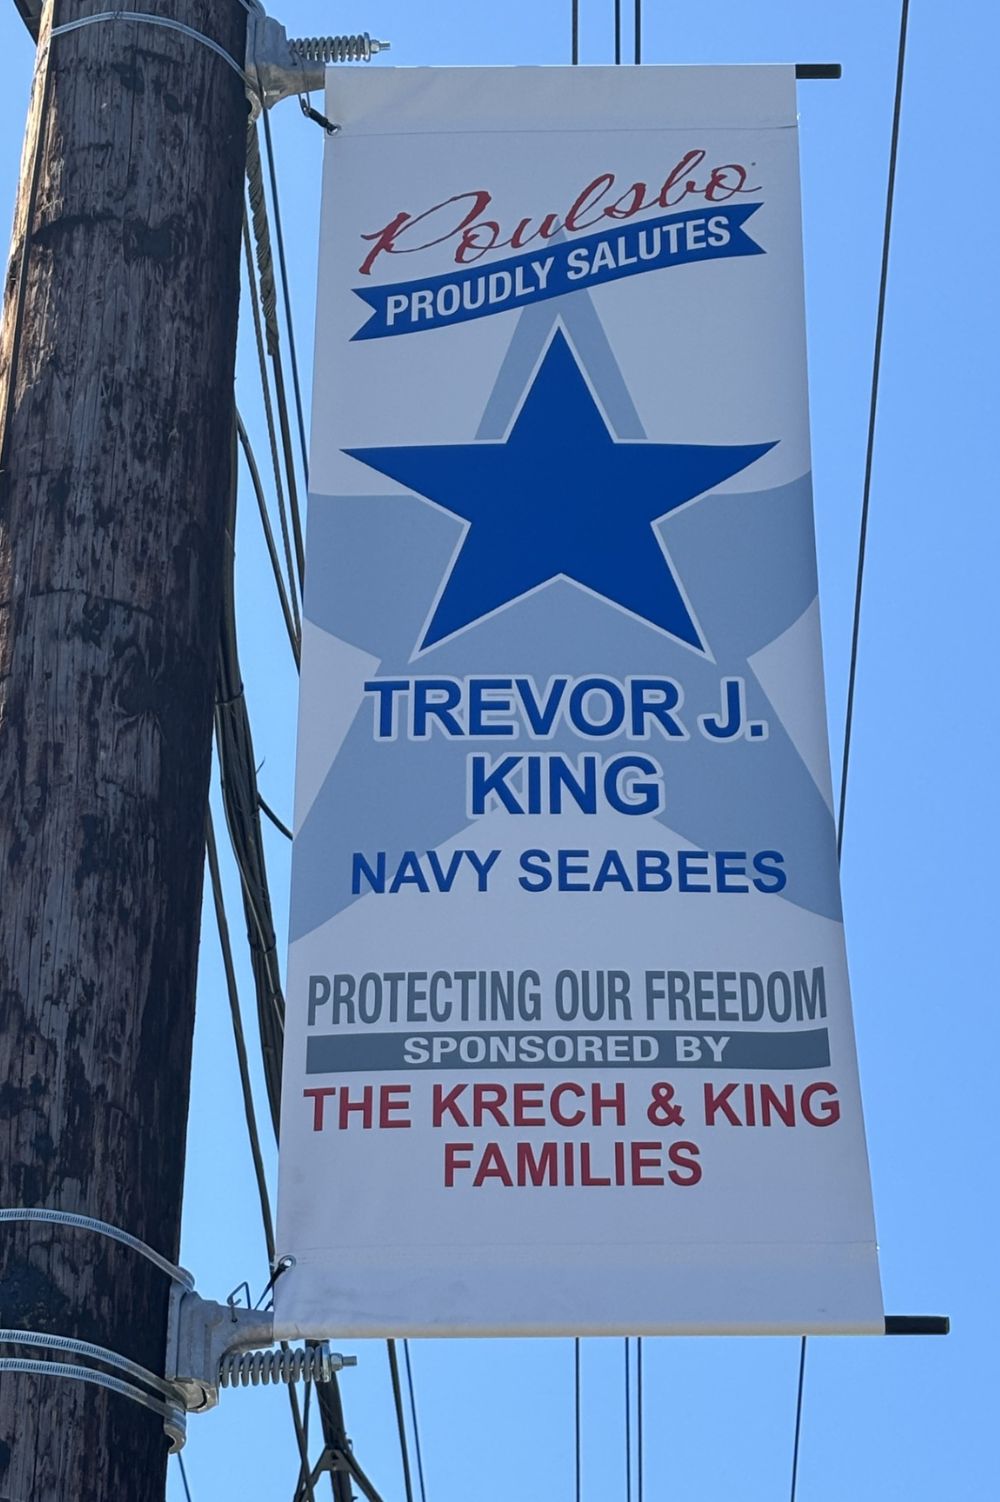 Poulsbo
PROUDLY SALUTES
TREVOR J.
KING
NAVY SEABEES
PROTECTING OUR FREEDOM
SPONSORED BY
THE KRECH & KING
FAMILIES